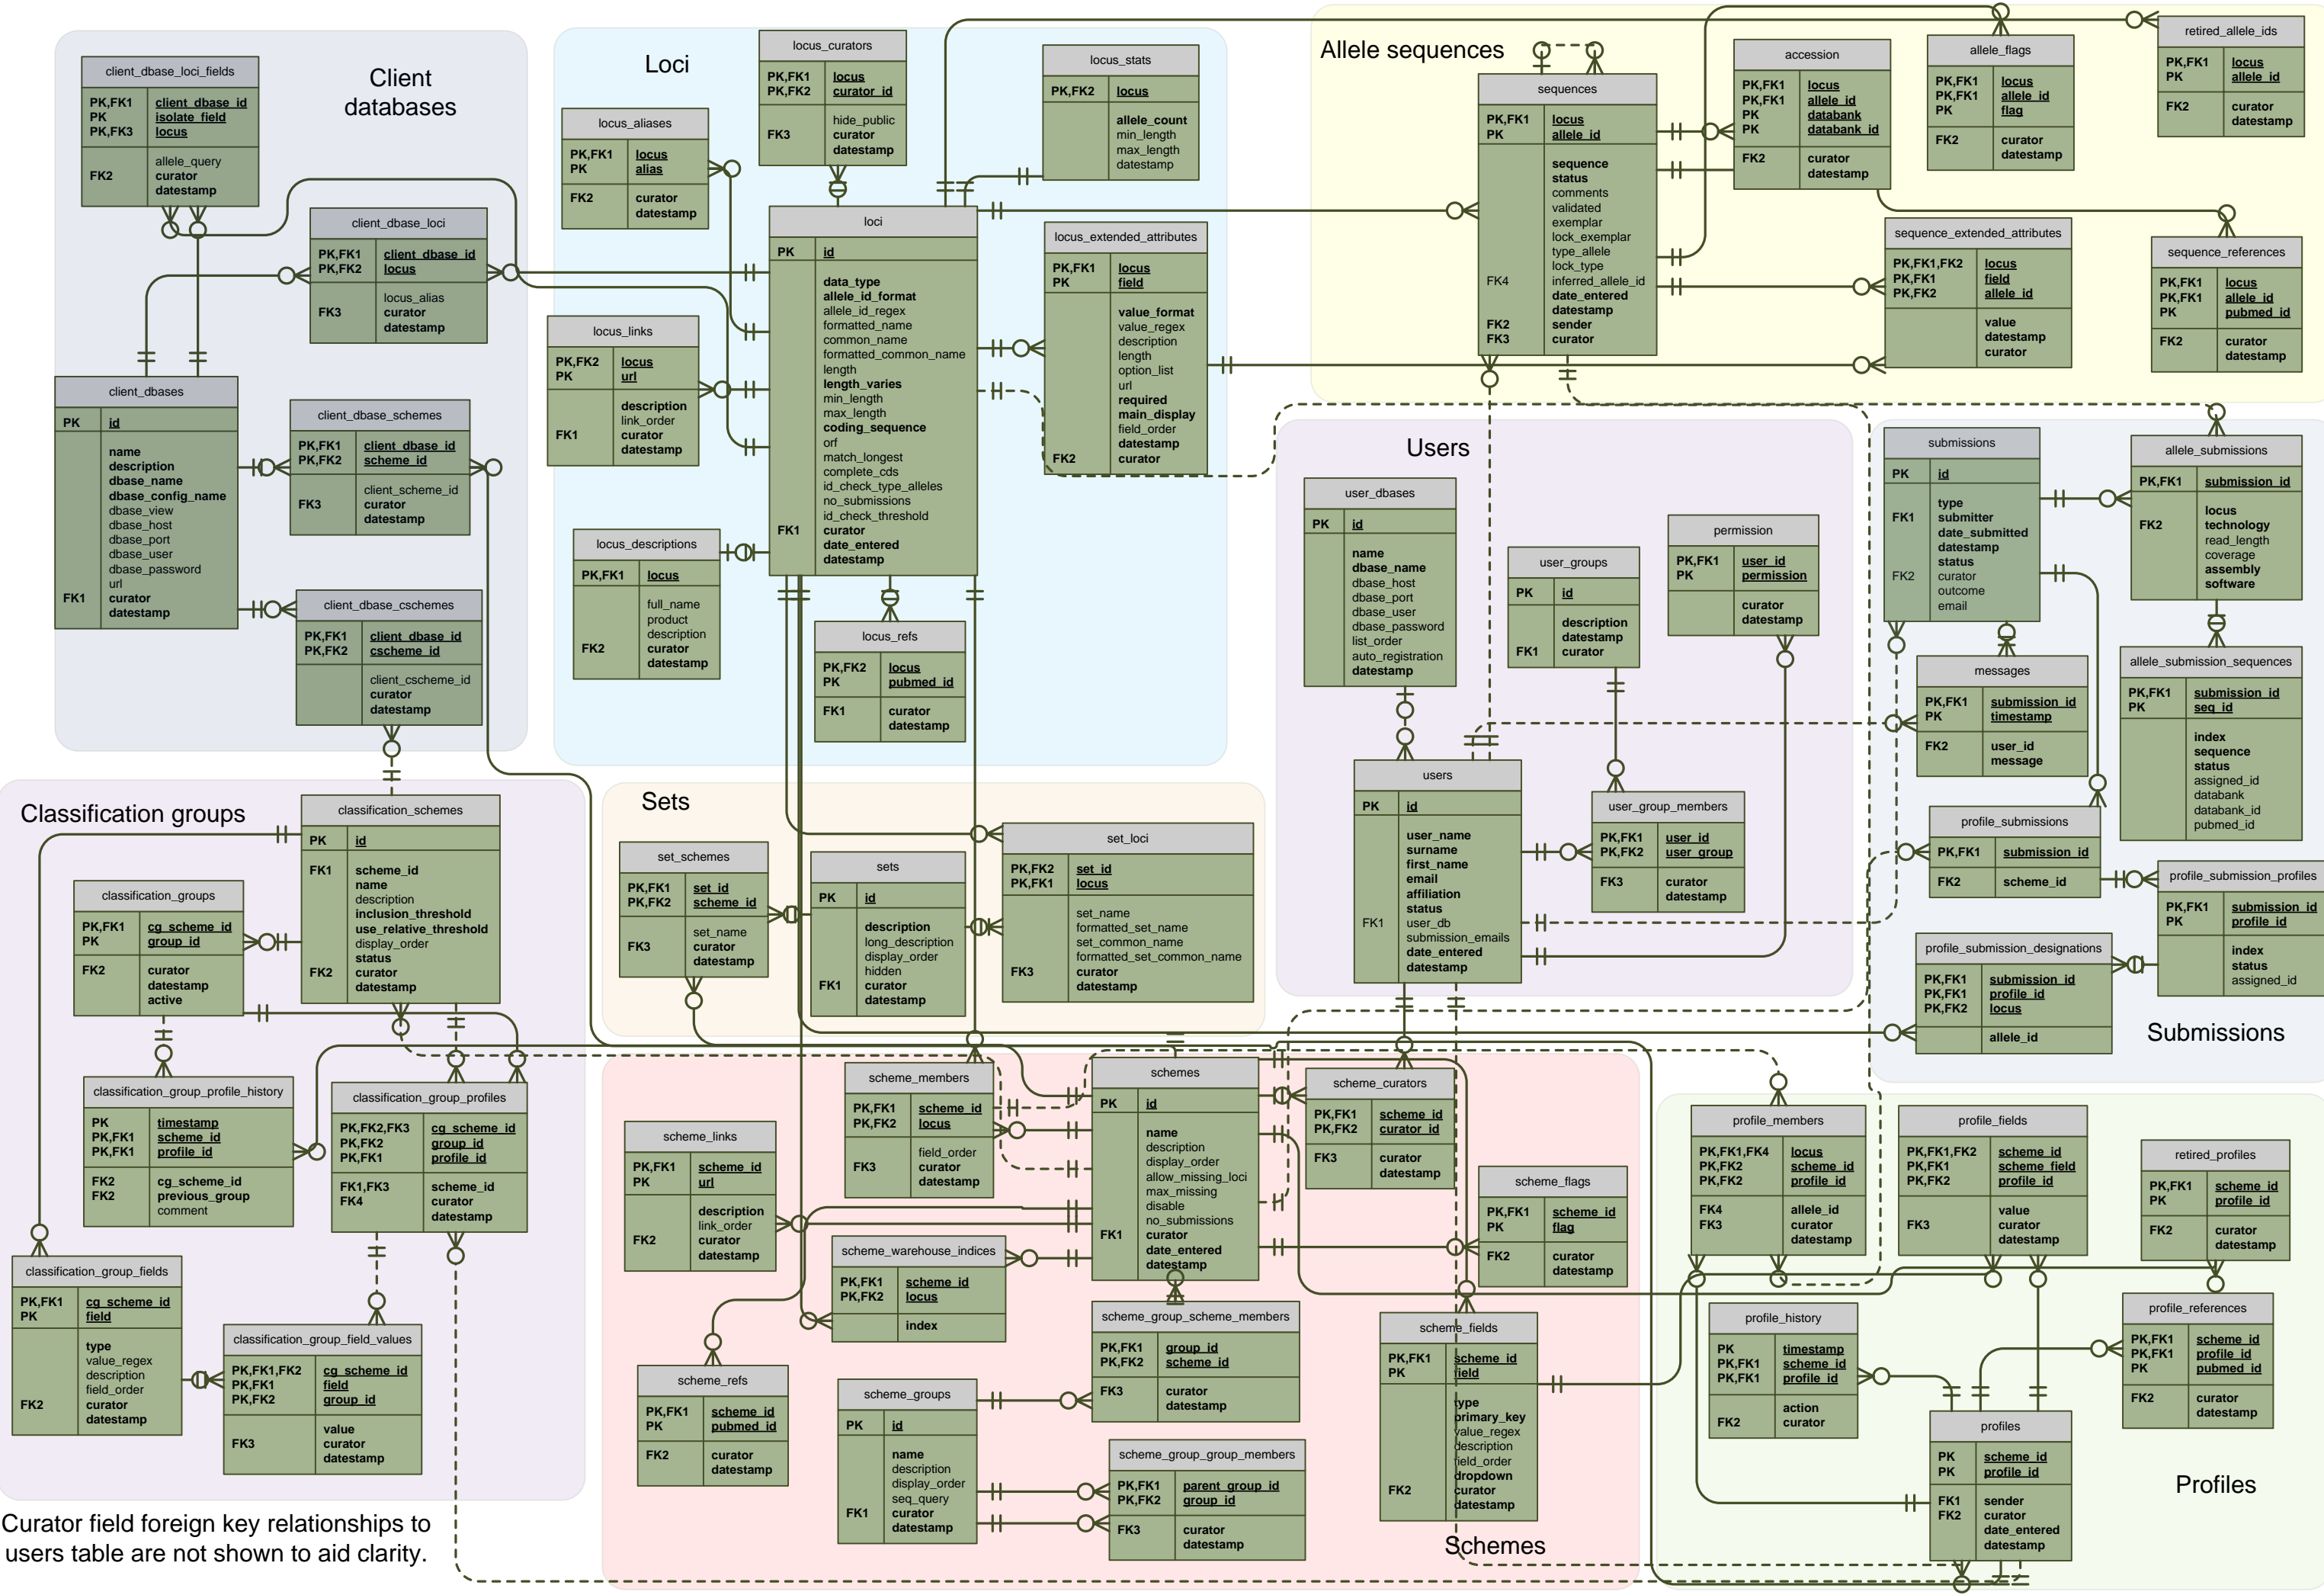 Client
databases
client_dbase_loci_fields
PK,FK1 client_dbase_id
PK isolate_field
PK,FK3 locus
allele_query
FK2 curator
datestamp
client_dbase_loci
PK,FK1 client_dbase_id
PK,FK2 locus
locus_alias
FK3 curator
datestamp
client_dbases
PK id
name
description
dbase_name
dbase_config_name
dbase_view
dbase_host
dbase_port
dbase_user
dbase_password
url
FK1 curator
datestamp
client_dbase_schemes
PK,FK1 client_dbase_id
PK,FK2 scheme_id
client_scheme_id
FK3 curator
datestamp
client_dbase_cschemes
PK,FK1 client_dbase_id
PK,FK2 cscheme_id
client_cscheme_id
curator
datestamp
Loci
locus_curators
PK,FK1 locus
PK,FK2 curator_id
hide_public
FK3 curator
datestamp
locus_stats
PK,FK2 locus
allele_count
min_length
max_length
datestamp
locus_aliases
PK,FK1 locus
PK alias
FK2 curator
datestamp
loci
PK id
data_type
allele_id_format
allele_id_regex
formatted_name
common_name
formatted_common_name
length
length_varies
min_length
max_length
coding_sequence
orf
match_longest
complete_cds
id_check_type_alleles
no_submissions
id_check_threshold
FK1 curator
date_entered
datestamp
locus_extended_attributes
PK,FK1 locus
PK field
value_format
value_regex
description
length
option_list
url
required
main_display
field_order
datestamp
FK2 curator
locus_links
PK,FK2 locus
PK url
description
link_order
FK1 curator
datestamp
locus_descriptions
PK,FK1 locus
full_name
product
description
FK2 curator
datestamp
locus_refs
PK,FK2 locus
PK pubmed_id
FK1 curator
datestamp
Allele sequences
sequences
PK,FK1 locus
PK allele_id
sequence
status
comments
validated
exemplar
lock_exemplar
type_allele
lock_type
FK4 inferred_allele_id
date_entered
datestamp
FK2 sender
FK3 curator
accession
PK,FK1 locus
PK,FK1 allele_id
PK databank
PK databank_id
FK2 curator
datestamp
allele_flags
PK,FK1 locus
PK,FK1 allele_id
PK flag
FK2 curator
datestamp
retired_allele_ids
PK,FK1 locus
PK allele_id
FK2 curator
datestamp
sequence_extended_attributes
PK,FK1,FK2 locus
PK,FK1 field
PK,FK2 allele_id
value
datestamp
curator
sequence_references
PK,FK1 locus
PK,FK1 allele_id
PK pubmed_id
FK2 curator
datestamp
Users
user_dbases
PK id
name
dbase_name
dbase_host
dbase_port
dbase_user
dbase_password
list_order
auto_registration
datestamp
user_groups
PK id
description
datestamp
FK1 curator
permission
PK,FK1 user_id
PK permission
curator
datestamp
users
PK id
user_name
surname
first_name
email
affiliation
status
FK1 user_db
submission_emails
date_entered
datestamp
user_group_members
PK,FK1 user_id
PK,FK2 user_group
FK3 curator
datestamp
submissions
PK id
type
FK1 submitter
date_submitted
datestamp
status
FK2 curator
outcome
email
allele_submissions
PK,FK1 submission_id
locus
FK2 technology
read_length
coverage
assembly
software
messages
PK,FK1 submission_id
PK timestamp
FK2 user_id
message
allele_submission_sequences
PK,FK1 submission_id
PK seq_id
index
sequence
status
assigned_id
databank
databank_id
pubmed_id
profile_submissions
PK,FK1 submission_id
FK2 scheme_id
profile_submission_profiles
PK,FK1 submission_id
PK profile_id
index
status
assigned_id
profile_submission_designations
PK,FK1 submission_id
PK,FK1 profile_id
PK,FK2 locus
allele_id
Submissions
Classification groups
classification_schemes
PK id
FK1 scheme_id
name
description
inclusion_threshold
use_relative_threshold
display_order
status
FK2 curator
datestamp
classification_groups
PK,FK1 cg_scheme_id
PK group_id
FK2 curator
datestamp
active
classification_group_profile_history
PK timestamp
PK,FK1 scheme_id
PK,FK1 profile_id
FK2 cg_scheme_id
FK2 previous_group
comment
classification_group_profiles
PK,FK2,FK3 cg_scheme_id
PK,FK2 group_id
PK,FK1 profile_id
FK1,FK3 scheme_id
FK4 curator
datestamp
classification_group_fields
PK,FK1 cg_scheme_id
PK field
type
value_regex
description
field_order
FK2 curator
datestamp
classification_group_field_values
PK,FK1,FK2 cg_scheme_id
PK,FK1 field
PK,FK2 group_id
value
FK3 curator
datestamp
Curator field foreign key relationships to
users table are not shown to aid clarity.
Sets
set_schemes
PK,FK1 set_id
PK,FK2 scheme_id
set_name
FK3 curator
datestamp
sets
PK id
description
long_description
display_order
hidden
FK1 curator
datestamp
set_loci
PK,FK2 set_id
PK,FK1 locus
set_name
formatted_set_name
set_common_name
formatted_set_common_name
FK3 curator
datestamp
scheme_members
PK,FK1 scheme_id
PK,FK2 locus
field_order
FK3 curator
datestamp
schemes
PK id
name
description
display_order
allow_missing_loci
max_missing
disable
no_submissions
FK1 curator
date_entered
datestamp
scheme_curators
PK,FK1 scheme_id
PK,FK2 curator_id
FK3 curator
datestamp
scheme_links
PK,FK1 scheme_id
PK url
description
link_order
FK2 curator
datestamp
scheme_flags
PK,FK1 scheme_id
PK flag
FK2 curator
datestamp
scheme_warehouse_indices
PK,FK1 scheme_id
PK,FK2 locus
index
scheme_group_scheme_members
PK,FK1 group_id
PK,FK2 scheme_id
FK3 curator
datestamp
scheme_fields
PK,FK1 scheme_id
PK field
type
primary_key
value_regex
description
field_order
dropdown
FK2 curator
datestamp
scheme_refs
PK,FK1 scheme_id
PK pubmed_id
FK2 curator
datestamp
scheme_groups
PK id
name
description
display_order
seq_query
FK1 curator
datestamp
scheme_group_group_members
PK,FK1 parent_group_id
PK,FK2 group_id
FK3 curator
datestamp
Schemes
profile_members
PK,FK1,FK4 locus
PK,FK2 scheme_id
PK,FK2 profile_id
FK4 allele_id
FK3 curator
datestamp
profile_fields
PK,FK1,FK2 scheme_id
PK,FK1 scheme_field
PK,FK2 profile_id
value
FK3 curator
datestamp
retired_profiles
PK,FK1 scheme_id
PK profile_id
FK2 curator
datestamp
profile_history
PK timestamp
PK,FK1 scheme_id
PK,FK1 profile_id
action
FK2 curator
profile_references
PK,FK1 scheme_id
PK,FK1 profile_id
PK pubmed_id
FK2 curator
datestamp
profiles
PK scheme_id
PK profile_id
FK1 sender
FK2 curator
date_entered
datestamp
Profiles